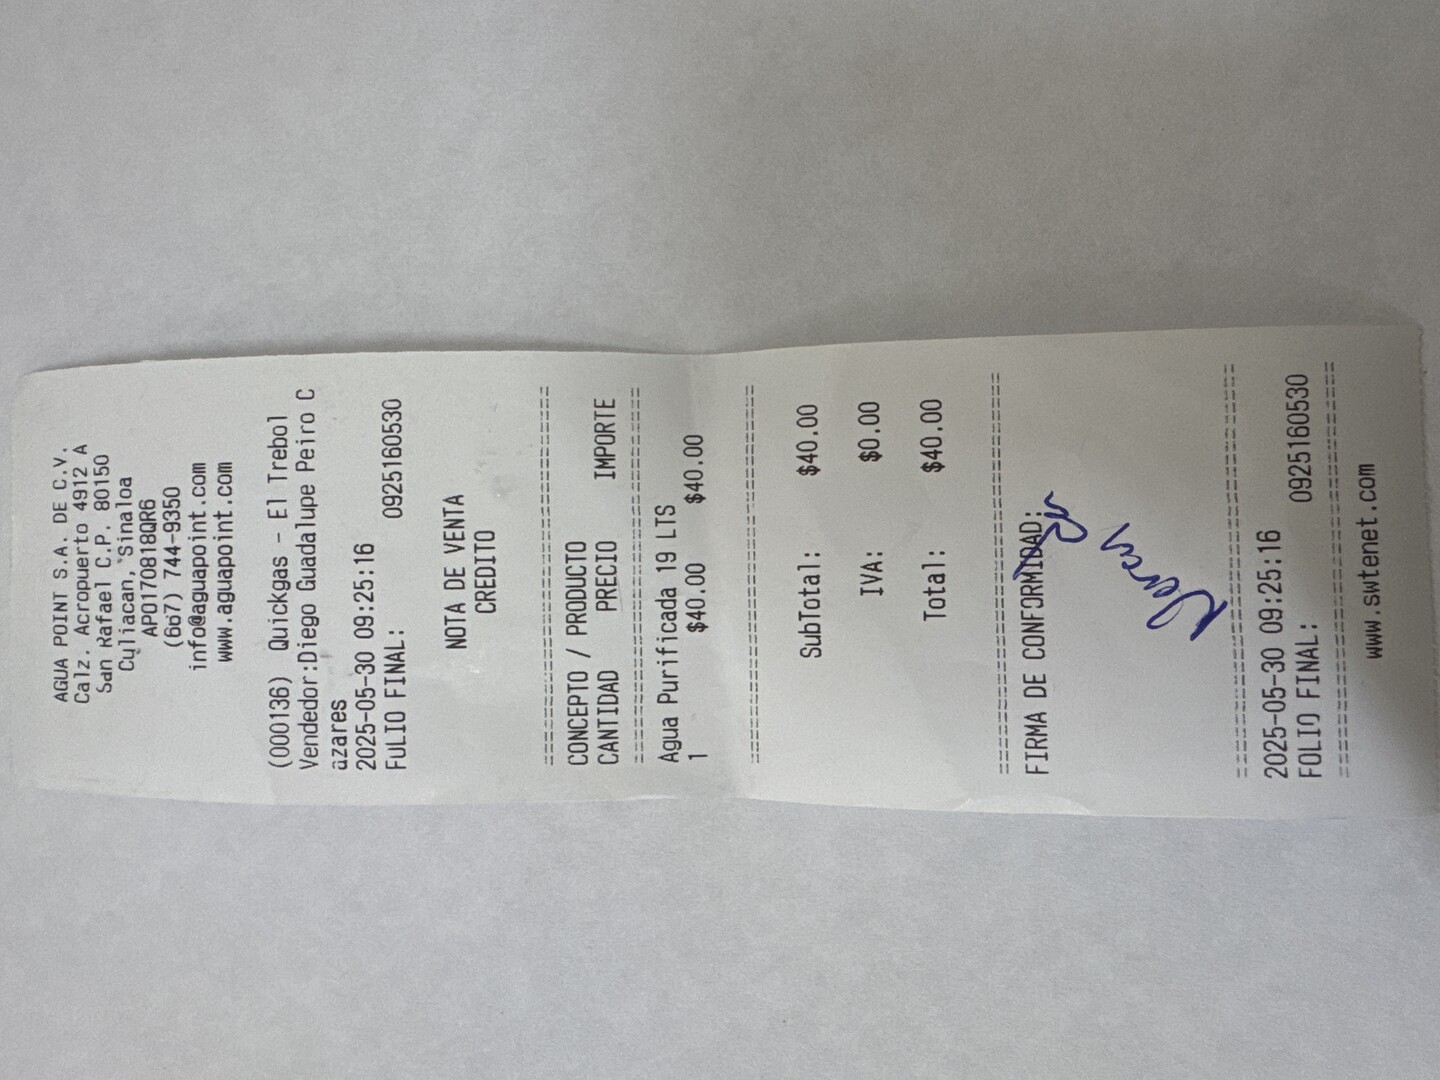 AGUA POINT S.A. DE C.V.
Calz. Acropuerto 4912 A
San Rafael C.P. 80150
Culiacan, Sinaloa
APO170818QR6
(667) 744-9350
info@aguapoint.com
www.aguapoint.com
(000136) Quickgas - El Trebol
Vendedor:Diego Guadalupe Peiro C
azares
2025-05-30 09:25:16
FOLIO FINAL: 0925160530
NOTA DE VENTA
CREDITO
================================
CONCEPTO / PRODUCTO
CANTIDAD PRECIO IMPORTE
================================
Agua Purificada 19 LTS
1 $40.00 $40.00
================================
SubTotal: $40.00
IVA: $0.00
Total: $40.00
================================
FIRMA DE CONFORMIDAD:
================================
2025-05-30 09:25:16
FOLIO FINAL: 0925160530
================================
www.swtenet.com